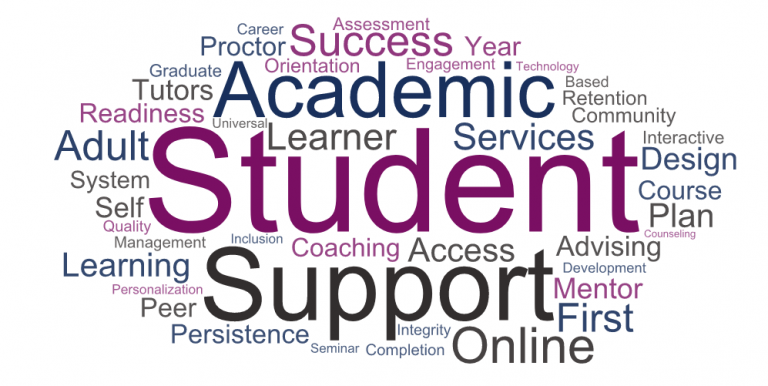 Career Assessment
Proctor Success Year
Graduate Orientation Engagement Technology
Tutors Academic Based
Retention
Readiness Community
Universal Learner Services Interactive
Adult Student Design
System Course
Self Plan
Quality Counseling
Management Inclusion Coaching Access Advising
Learning Support Development
Personalization Mentor
Peer First
Persistence Integrity Online
Seminar Completion